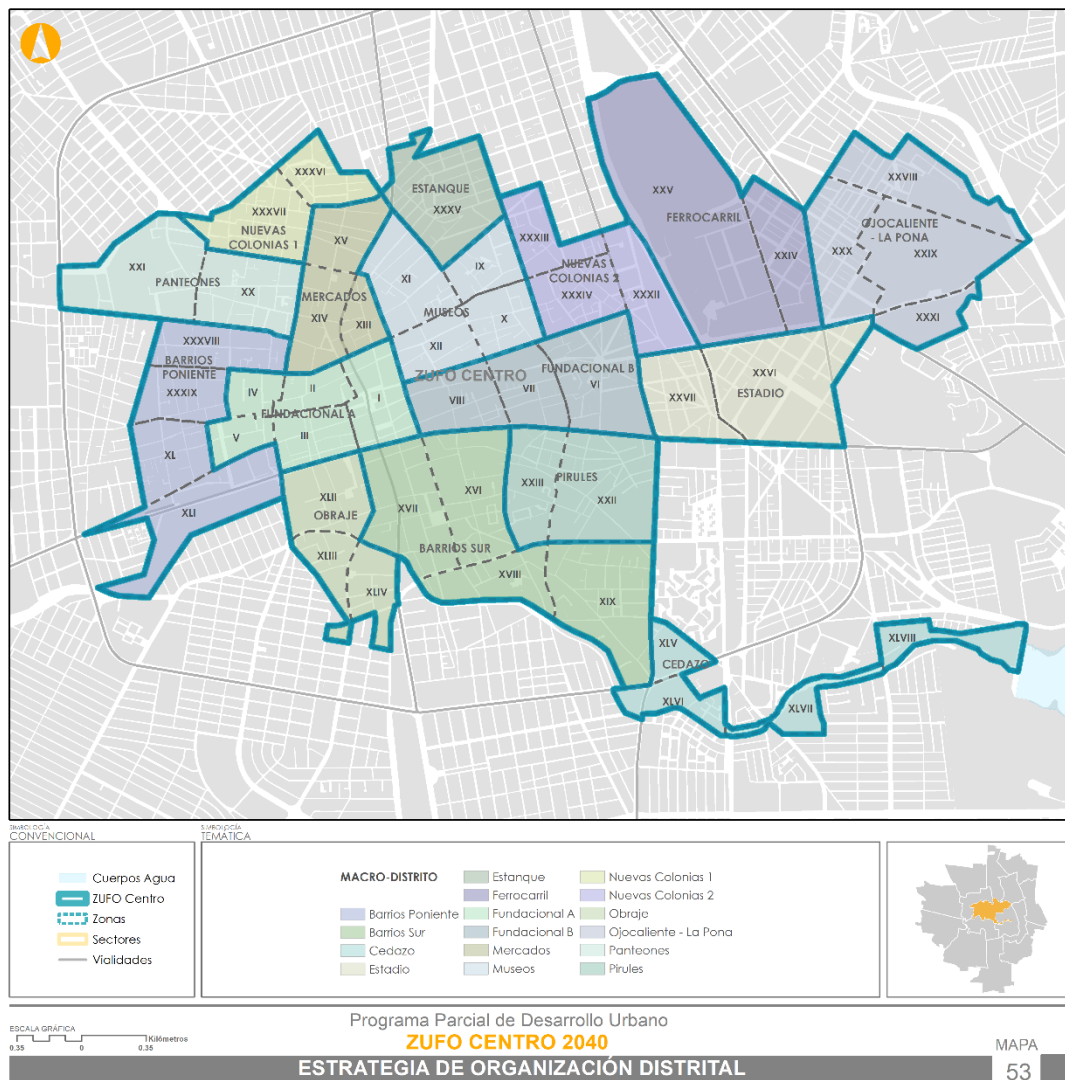 XXXVI
XXVIII
ESTANQUE
XXV
XXXV
XXXVII
FERROCARRIL
OJOCALIENTE
- LA PONA
NUEVAS
COLONIAS 1
XV
XXXIII
XXIV
XXX
XXIX
XXI
PANTEONES
XX
XI
IX
NUEVAS
COLONIAS 2
XXXIV
XXXII
MERCADOS
XIV
XIII
MUSEOS
X
XII
XXXI
XXXVIII
BARRIOS
PONIENTE
XXXIX
IV
II
I
ZUFO CENTRO
FUNDACIONAL B
VII
VI
VIII
XXVI
XXVII
ESTADIO
FUNDACIONAL A
V
III
XL
XVI
XXIII
PIRULES
XXII
XLI
XLII
OBRAJE
XVII
XLIII
BARRIOS SUR
XVIII
XLIV
XIX
XLV
CEDAZO
XLVI
XLVIII
XLVII
SIMBOLOGÍA
CONVENCIONAL
Cuerpos Agua
ZUFO Centro
Zonas
Sectores
Vialidades
SIMBOLOGÍA
TEMÁTICA
MACRO-DISTRITO
Barrios Poniente
Barrios Sur
Cedazo
Estadio
Estanque
Ferrocarril
Fundacional A
Fundacional B
Mercados
Museos
Nuevas Colonias 1
Nuevas Colonias 2
Obraje
Ojocaliente - La Pona
Panteones
Pirules
ESCALA GRÁFICA
Kilómetros
0.35 0 0.35
Programa Parcial de Desarrollo Urbano
ZUFO CENTRO 2040
ESTRATEGIA DE ORGANIZACIÓN DISTRITAL
MAPA
53